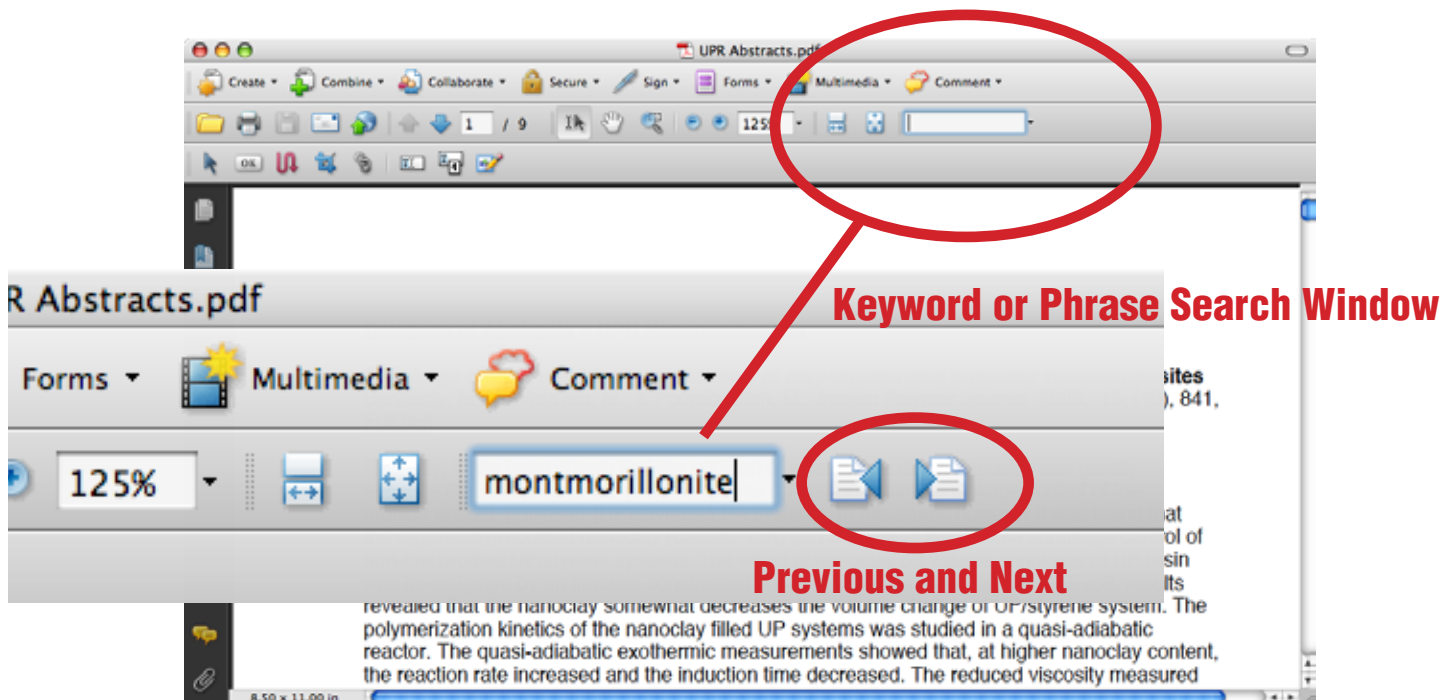 UPR Abstracts.pdf
Create Combine Collaborate Secure Sign Forms Multimedia Comment
1 / 9 125%
OK
R Abstracts.pdf
Keyword or Phrase Search Window
Forms Multimedia Comment
sites
), 841,
125% montmorillonite
at
ol of
sin
lts
Previous and Next
revealed that the nanoclay somewhat decreases the volume change of UP/styrene system. The
polymerization kinetics of the nanoclay filled UP systems was studied in a quasi-adiabatic
reactor. The quasi-adiabatic exothermic measurements showed that, at higher nanoclay content,
the reaction rate increased and the induction time decreased. The reduced viscosity measured
8.50 x 11.00 in